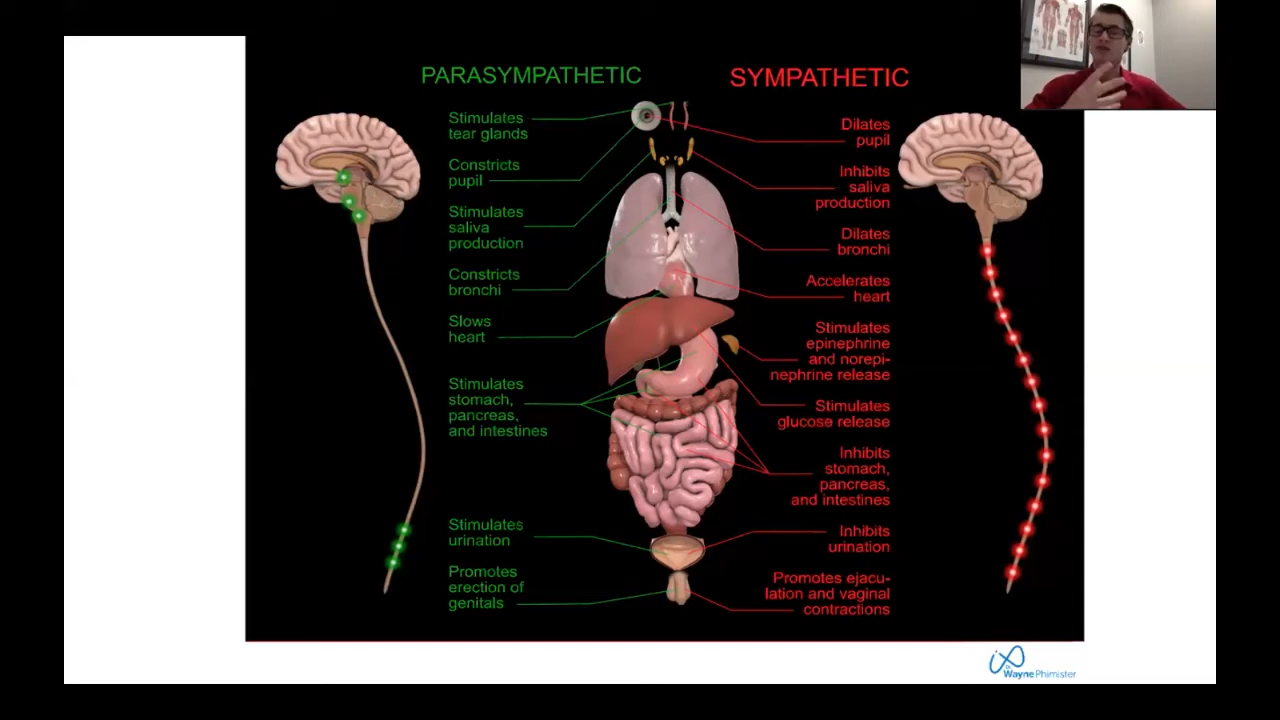 PARASYMPATHETIC
Stimulates
tear glands
Constricts
pupil
Stimulates
saliva
production
Constricts
bronchi
Slows
heart
Stimulates
stomach,
pancreas,
and intestines
Stimulates
urination
Promotes
erection of
genitals
SYMPATHETIC
Dilates
pupil
Inhibits
saliva
production
Dilates
bronchi
Accelerates
heart
Stimulates
epinephrine
and norepi-
nephrine release
Stimulates
glucose release
Inhibits
stomach,
pancreas,
and intestines
Inhibits
urination
Promotes ejacu-
lation and vaginal
contractions
Dr.
Wayne Phimister